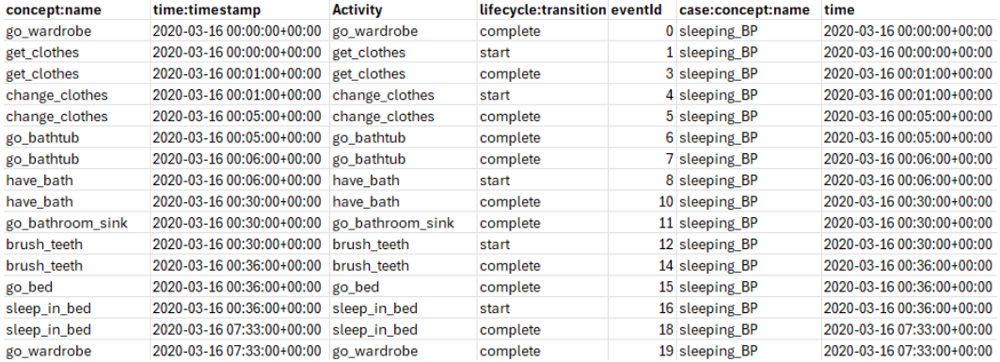 concept:name time:timestamp Activity lifecycle:transition eventId case:concept:name time
go_wardrobe 2020-03-16 00:00:00+00:00 go_wardrobe complete 0 sleeping_BP 2020-03-16 00:00:00+00:00
get_clothes 2020-03-16 00:00:00+00:00 get_clothes start 1 sleeping_BP 2020-03-16 00:00:00+00:00
get_clothes 2020-03-16 00:01:00+00:00 get_clothes complete 3 sleeping_BP 2020-03-16 00:01:00+00:00
change_clothes 2020-03-16 00:01:00+00:00 change_clothes start 4 sleeping_BP 2020-03-16 00:01:00+00:00
change_clothes 2020-03-16 00:05:00+00:00 change_clothes complete 5 sleeping_BP 2020-03-16 00:05:00+00:00
go_bathtub 2020-03-16 00:05:00+00:00 go_bathtub complete 6 sleeping_BP 2020-03-16 00:05:00+00:00
go_bathtub 2020-03-16 00:06:00+00:00 go_bathtub complete 7 sleeping_BP 2020-03-16 00:06:00+00:00
have_bath 2020-03-16 00:06:00+00:00 have_bath start 8 sleeping_BP 2020-03-16 00:06:00+00:00
have_bath 2020-03-16 00:30:00+00:00 have_bath complete 10 sleeping_BP 2020-03-16 00:30:00+00:00
go_bathroom_sink 2020-03-16 00:30:00+00:00 go_bathroom_sink complete 11 sleeping_BP 2020-03-16 00:30:00+00:00
brush_teeth 2020-03-16 00:30:00+00:00 brush_teeth start 12 sleeping_BP 2020-03-16 00:30:00+00:00
brush_teeth 2020-03-16 00:36:00+00:00 brush_teeth complete 14 sleeping_BP 2020-03-16 00:36:00+00:00
go_bed 2020-03-16 00:36:00+00:00 go_bed complete 15 sleeping_BP 2020-03-16 00:36:00+00:00
sleep_in_bed 2020-03-16 00:36:00+00:00 sleep_in_bed start 16 sleeping_BP 2020-03-16 00:36:00+00:00
sleep_in_bed 2020-03-16 07:33:00+00:00 sleep_in_bed complete 18 sleeping_BP 2020-03-16 07:33:00+00:00
go_wardrobe 2020-03-16 07:33:00+00:00 go_wardrobe complete 19 sleeping_BP 2020-03-16 07:33:00+00:00